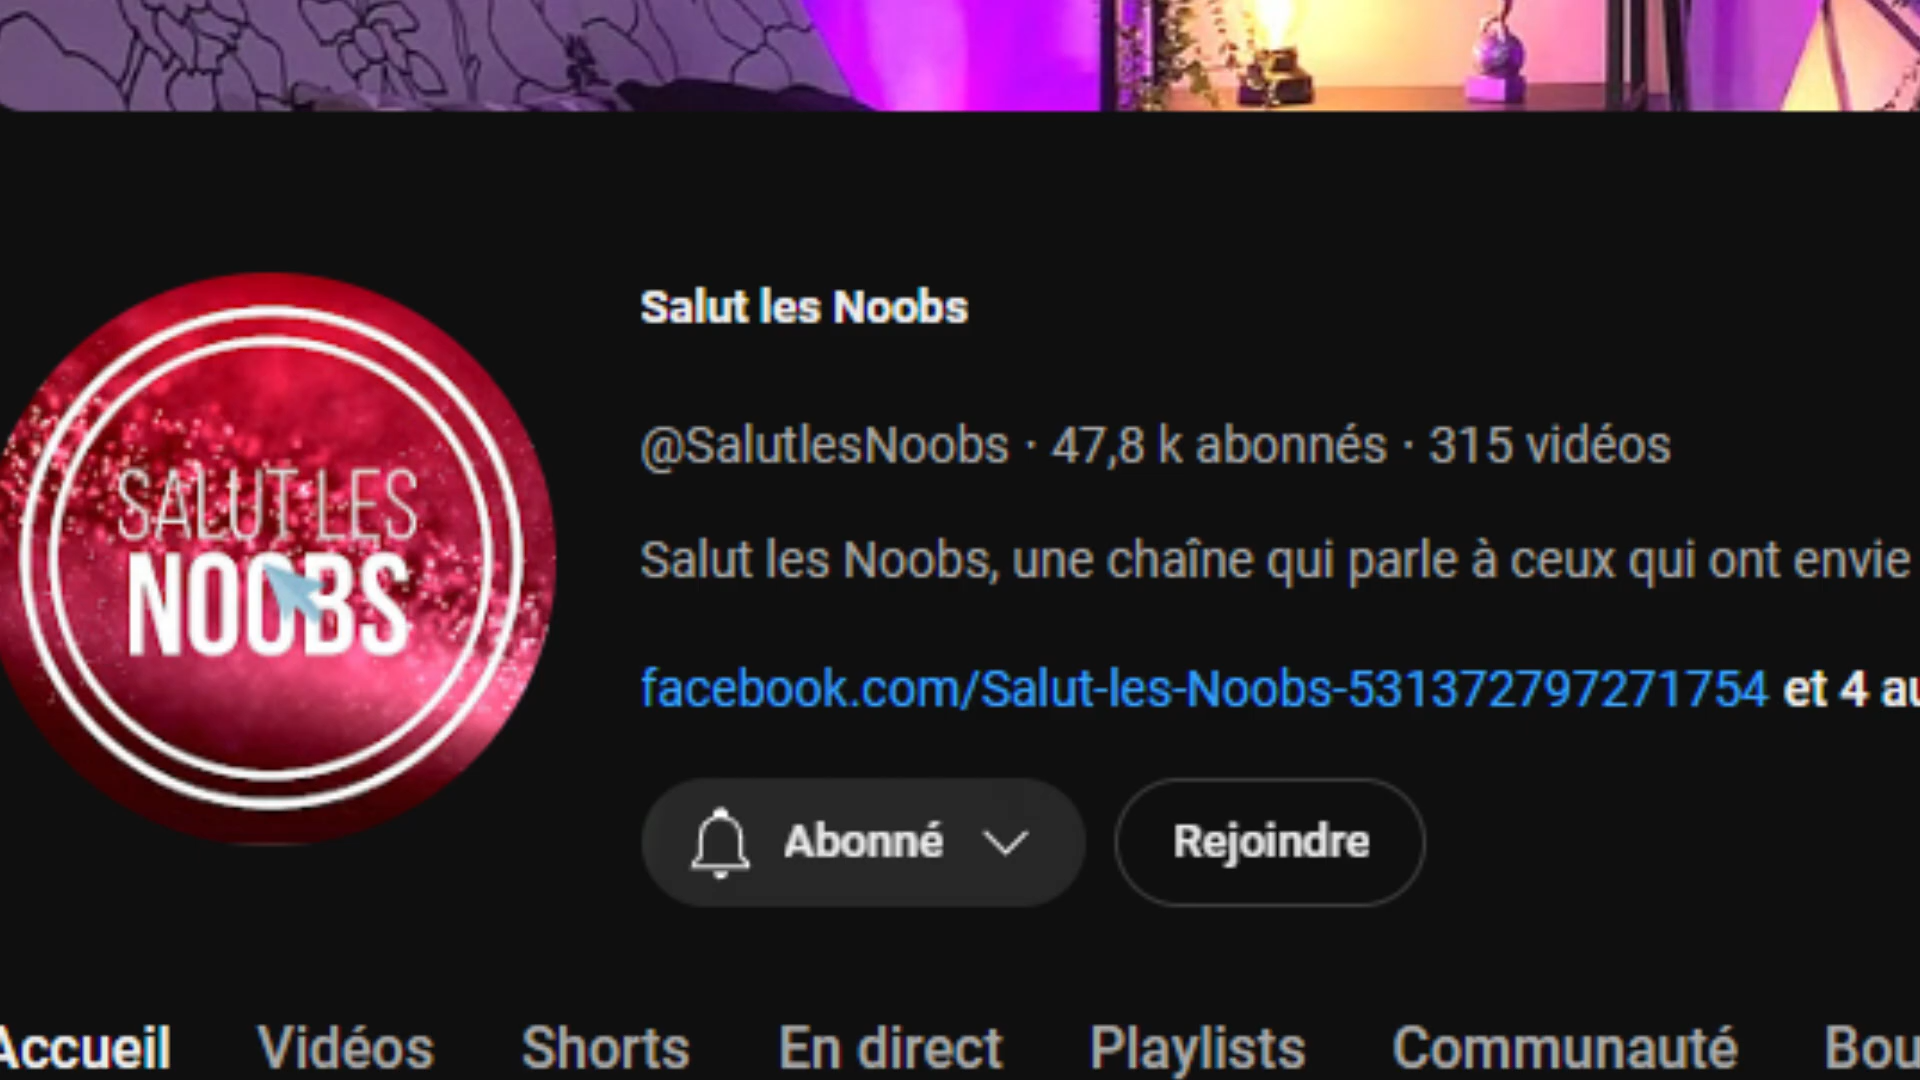 Salut les Noobs
@SalutlesNoobs · 47,8 k abonnés · 315 vidéos
SALUT LES
NOOBS
Salut les Noobs, une chaîne qui parle à ceux qui ont envie
facebook.com/Salut-les-Noobs-531372797271754 et 4 au
Abonné
Rejoindre
Accueil Vidéos Shorts En direct Playlists Communauté Bou